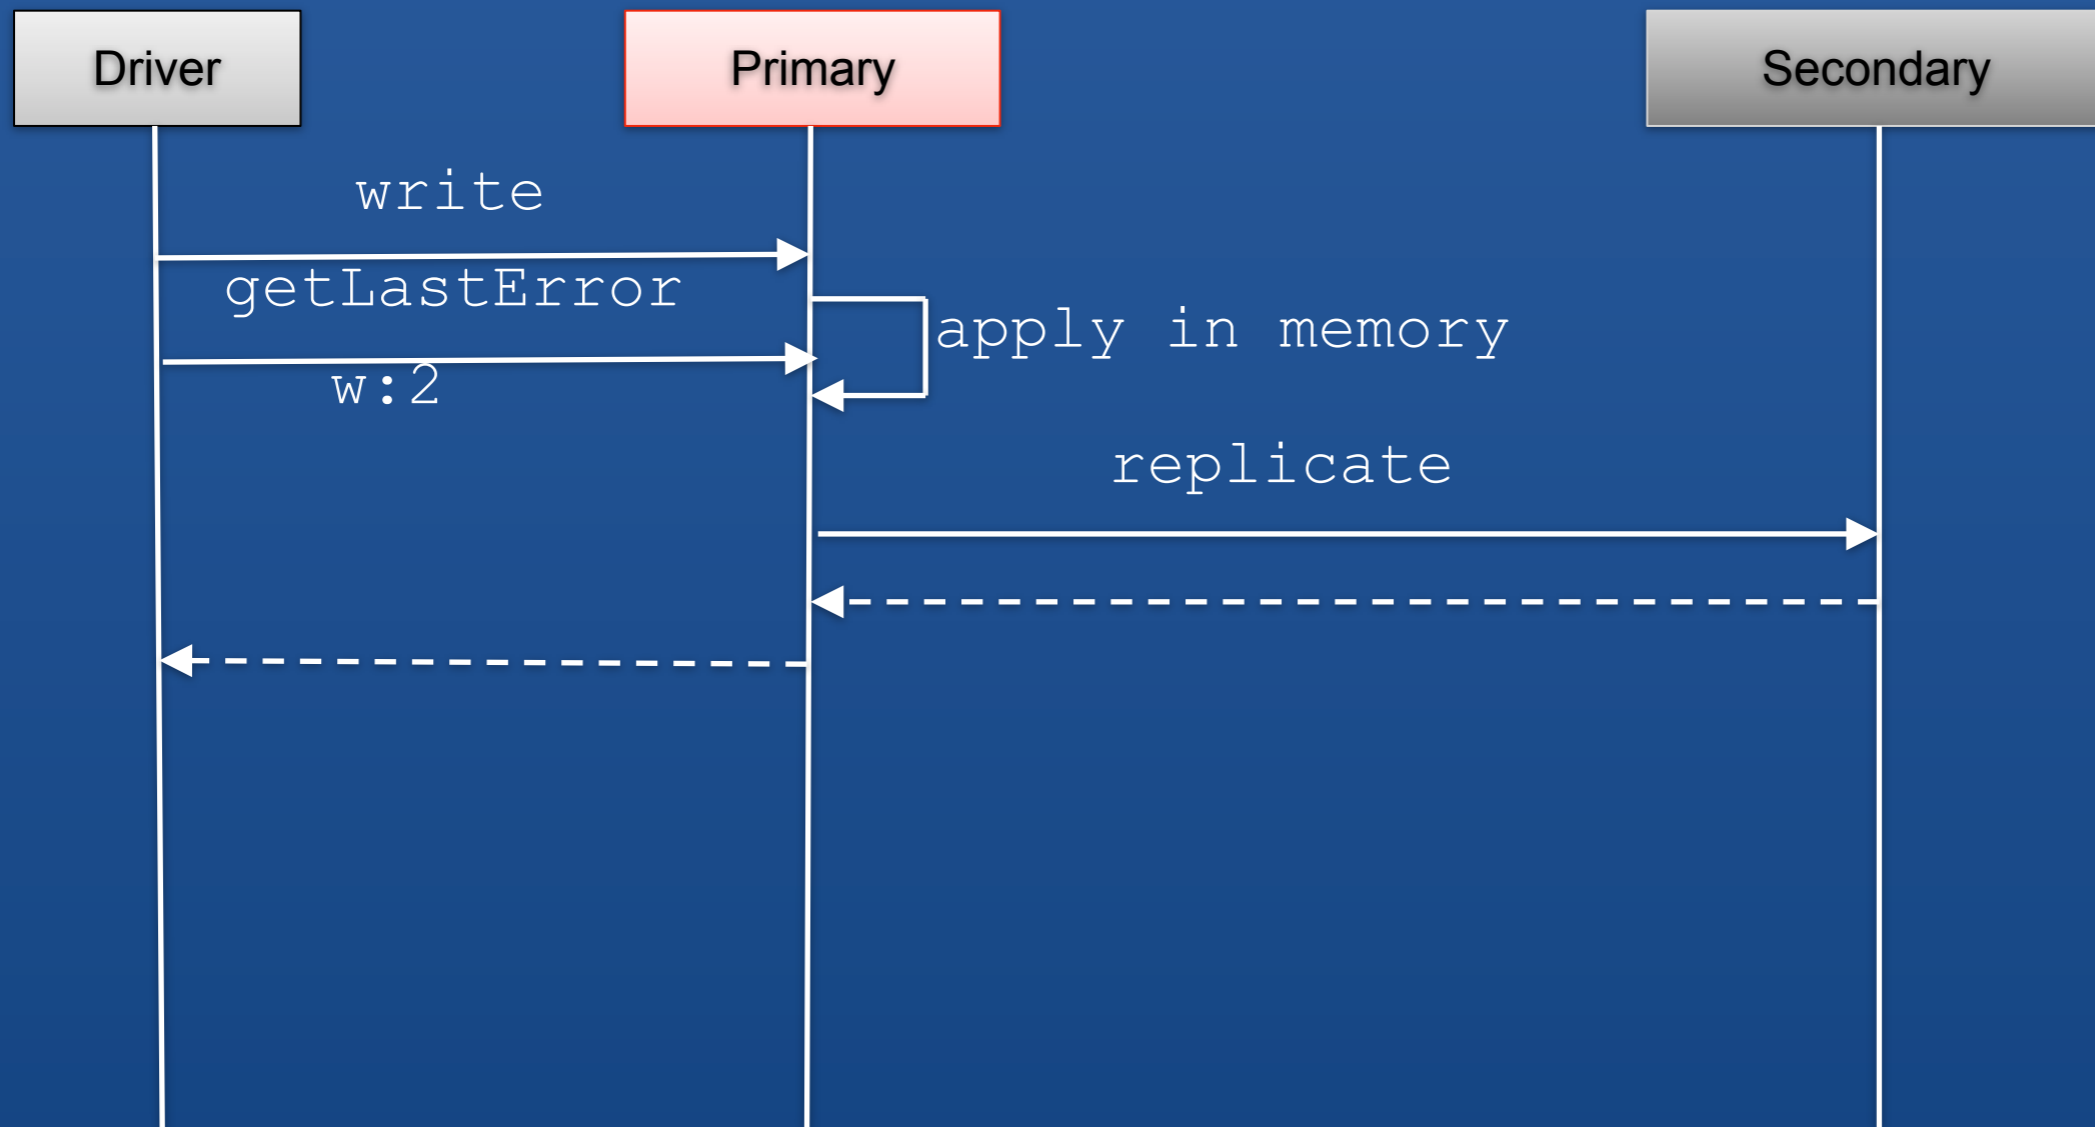 Driver
Primary
Secondary
write
getLastError
apply in memory
w:2
replicate